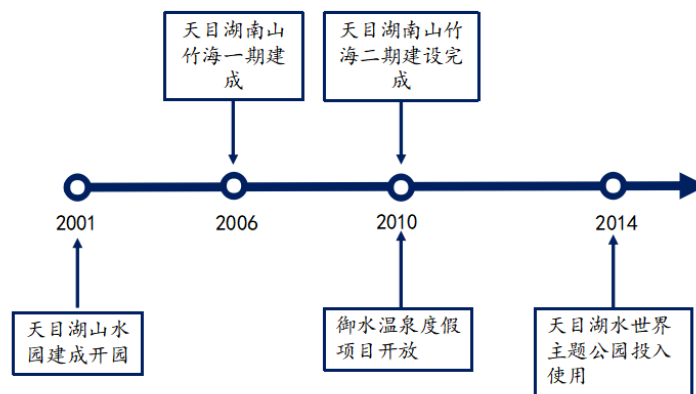 天目湖南山
竹海一期建
成
天目湖南山竹
海二期建设完
成
2001
2006
2010
2014
天目湖山水
园建成开园
御水温泉度假
项目开放
天目湖水世界
主题公园投入
使用